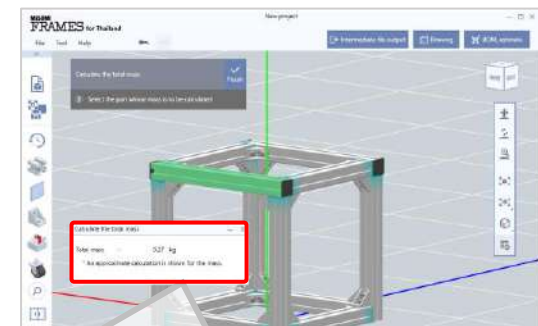 MISUMI
FRAMES for Thailand
New project
File Tool Help
Intermediate file output
Drawing
BOM, estimate
Calculate the total mass
Finish
Select the part whose mass is to be calculated
Calculate the total mass
Total mass 0.27 kg
* An approximate calculation is shown for the mass.